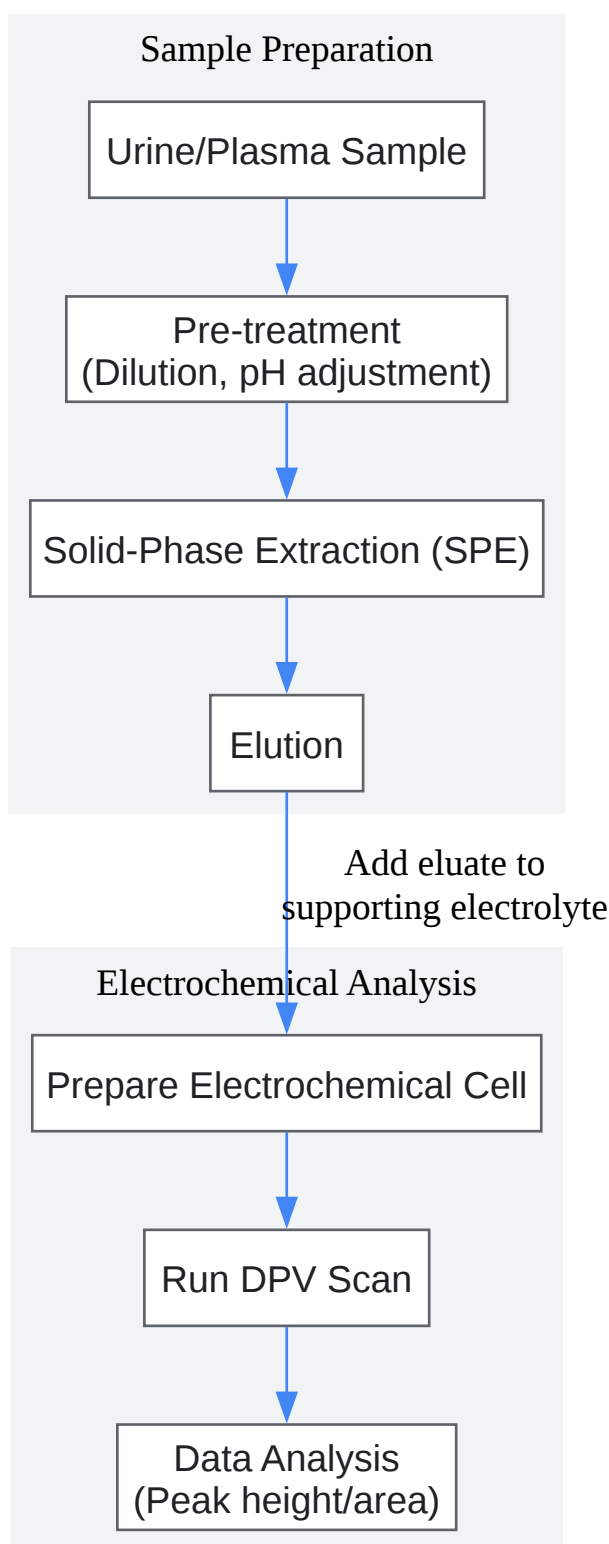 Sample Preparation
Urine/Plasma Sample
Pre-treatment
(Dilution, pH adjustment)
Solid-Phase Extraction (SPE)
Elution
Add eluate to
supporting electrolyte
Electrochemical Analysis
Prepare Electrochemical Cell
Run DPV Scan
Data Analysis
(Peak height/area)